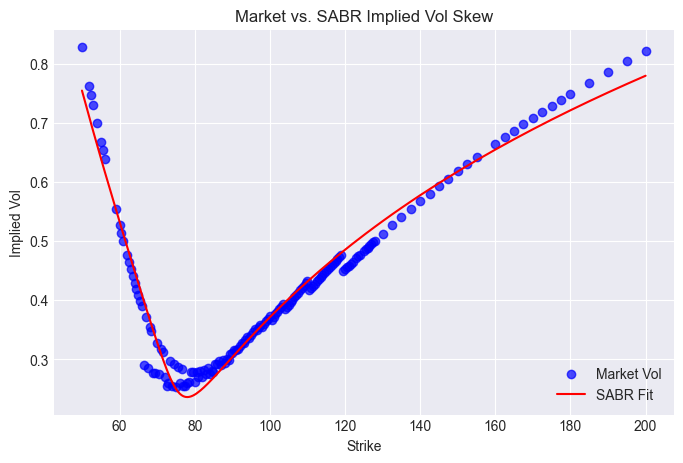 Market vs. SABR Implied Vol Skew
Implied Vol
0.8
0.7
0.6
0.5
0.4
0.3
60 80 100 120 140 160 180 200
Strike
Market Vol
SABR Fit